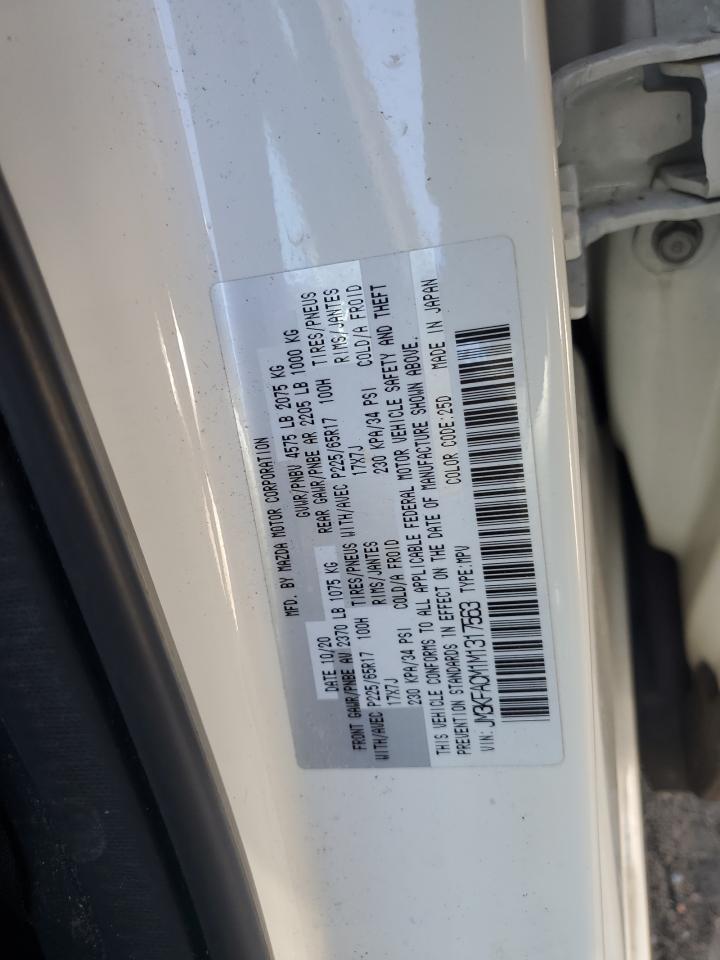 MFD. BY MAZDA MOTOR CORPORATION
DATE 10/20 GVWR/PNBV 4575 LB 2075 KG
FRONT GAWR/PNBE AV 2370 LB 1075 KG REAR GAWR/PNBE AR 2205 LB 1000 KG
WITH/AVEC P225/65R17 100H TIRES/PNEUS WITH/AVEC P225/65R17 100H TIRES/PNEUS
17X7J RIMS/JANTES 17X7J RIMS/JANTES
230 KPA/34 PSI COLD/A FROID 230 KPA/34 PSI COLD/A FROID
THIS VEHICLE CONFORMS TO ALL APPLICABLE FEDERAL MOTOR VEHICLE SAFETY AND THEFT
PREVENTION STANDARDS IN EFFECT ON THE DATE OF MANUFACTURE SHOWN ABOVE.
VIN: JM3KFACM1M1317563 TYPE:MPV COLOR CODE:25D MADE IN JAPAN